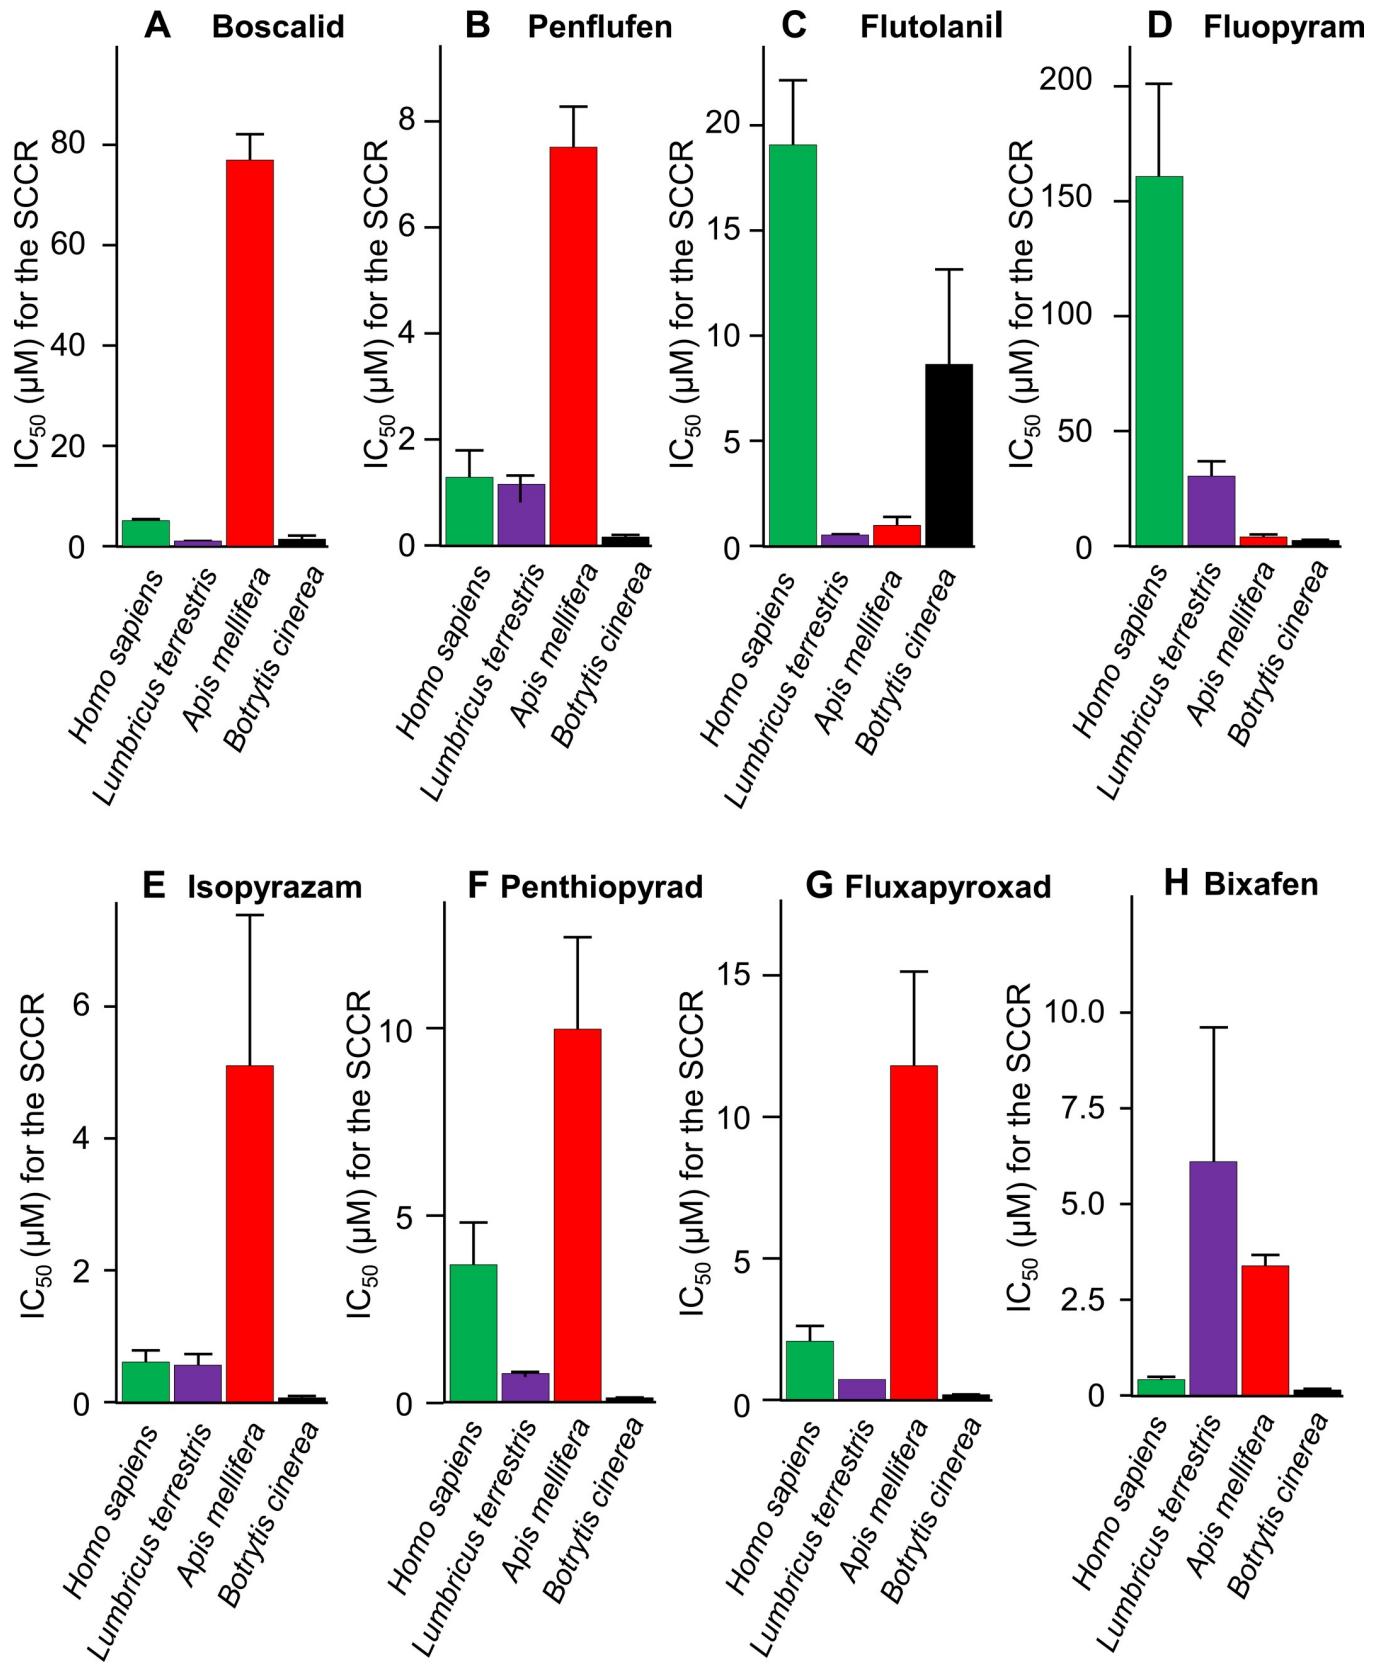 A Boscalid
IC50 (µM) for the SCCR
80
60
40
20
0
Homo sapiens
Lumbricus terrestris
Apis mellifera
Botrytis cinerea
B Penflufen
IC50 (µM) for the SCCR
8
6
4
2
0
Homo sapiens
Lumbricus terrestris
Apis mellifera
Botrytis cinerea
C Flutolanil
IC50 (µM) for the SCCR
20
15
10
5
0
Homo sapiens
Lumbricus terrestris
Apis mellifera
Botrytis cinerea
D Fluopyram
IC50 (µM) for the SCCR
200
150
100
50
0
Homo sapiens
Lumbricus terrestris
Apis mellifera
Botrytis cinerea
E Isopyrazam
IC50 (µM) for the SCCR
6
4
2
0
Homo sapiens
Lumbricus terrestris
Apis mellifera
Botrytis cinerea
F Penthiopyrad
IC50 (µM) for the SCCR
10
5
0
Homo sapiens
Lumbricus terrestris
Apis mellifera
Botrytis cinerea
G Fluxapyroxad
IC50 (µM) for the SCCR
15
10
5
0
Homo sapiens
Lumbricus terrestris
Apis mellifera
Botrytis cinerea
H Bixafen
IC50 (µM) for the SCCR
10.0
7.5
5.0
2.5
0
Homo sapiens
Lumbricus terrestris
Apis mellifera
Botrytis cinerea